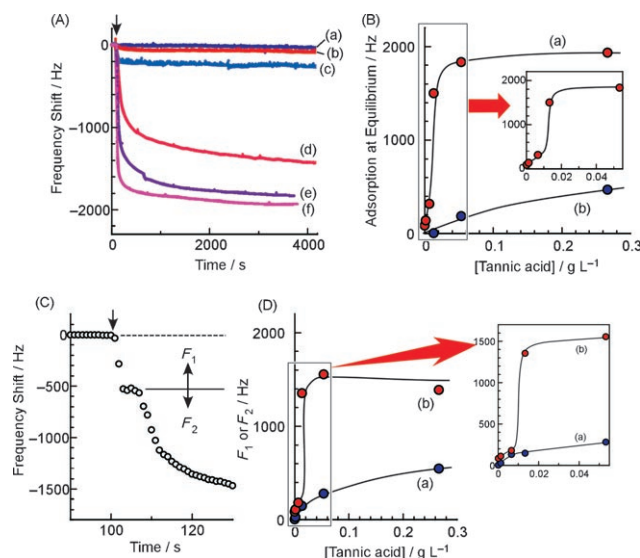 (A)
Frequency Shift / Hz
0
−1000
−2000
0
2000
4000
Time / s
(a)
(b)
(c)
(d)
(e)
(f)
(B)
Adsorption at Equilibrium / Hz
2000
1000
0
0
0.1
0.2
0.3
[Tannic acid] / g L⁻¹
(a)
(b)
2000
1000
0
0
0.02
0.04
(C)
Frequency Shift / Hz
0
−500
−1000
−1500
100
120
Time / s
F₁
F₂
(D)
F₁ or F₂ / Hz
2000
1000
0
0
0.1
0.2
0.3
[Tannic acid] / g L⁻¹
(b)
(a)
1500
1000
500
0
0
0.02
0.04
(b)
(a)